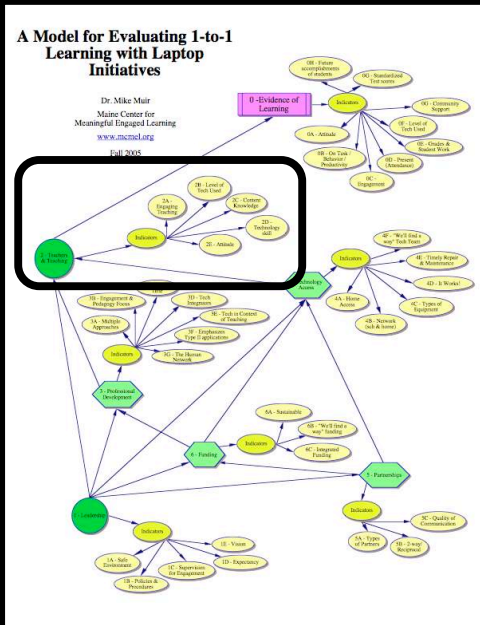 A Model for Evaluating 1-to-1
Learning with Laptop
Initiatives
Dr. Mike Muir
Maine Center for
Meaningful Engaged Learning
www.mcmel.org
Fall 2005
0 -Evidence of
Learning
Indicators
0H - Future
accomplishments
of students
0G - Standardized
Test scores
0G - Community
Support
0F - Level of
Tech Used
0E - Grades &
Student Work
0D - Present
(Attendance)
0C -
Engagement
0B - On Task /
Behavior /
Productivity
0A - Attitude
2 - Teachers
& Teaching
Indicators
2A -
Engaging
Teaching
2B - Level of
Tech Used
2C - Content
Knowledge
2D -
Technology
skill
2E - Attitude
Technology
Access
Indicators
4F - "We'll find a
way" Tech Team
4E - Timely Repair
& Maintenance
4D - It Works!
4C - Types of
Equipment
4B - Network
(sch & home)
4A - Home
Access
3 - Professional
Development
Indicators
3A - Multiple
Approaches
3B - Engagement &
Pedagogy Focus
Time
3D - Tech
Integrators
3E - Tech in Context
of Teaching
3F - Emphasizes
Type II applications
3G - The Human
Network
6 - Funding
Indicators
6A - Sustainable
6B - "We'll find a
way" funding
6C - Integrated
Funding
5 - Partnerships
Indicators
5A - Types
of Partners
5B - 2-way/
Reciprocal
5C - Quality of
Communication
1 - Leadership
Indicators
1A - Safe
Environment
1B - Policies &
Procedures
1C - Supervision
for Engagement
1D - Expectancy
1E - Vision